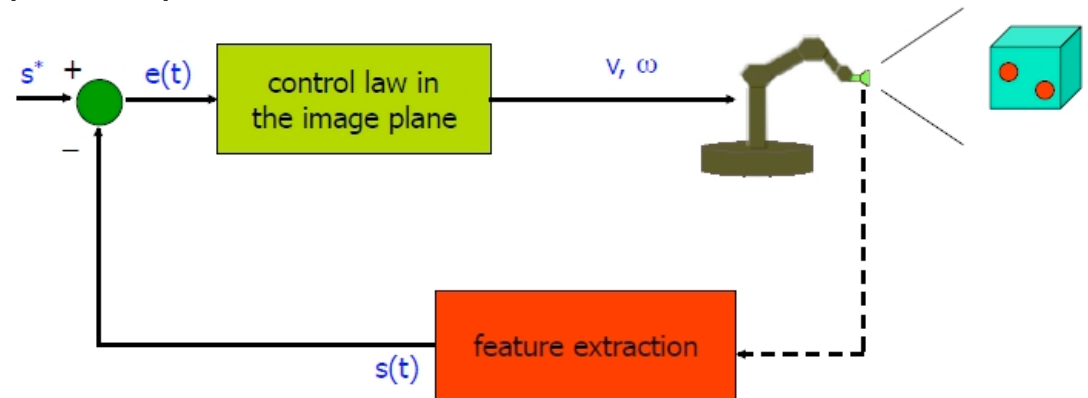 s* +
e(t)
control law in
the image plane
v, ω
−
feature extraction
s(t)